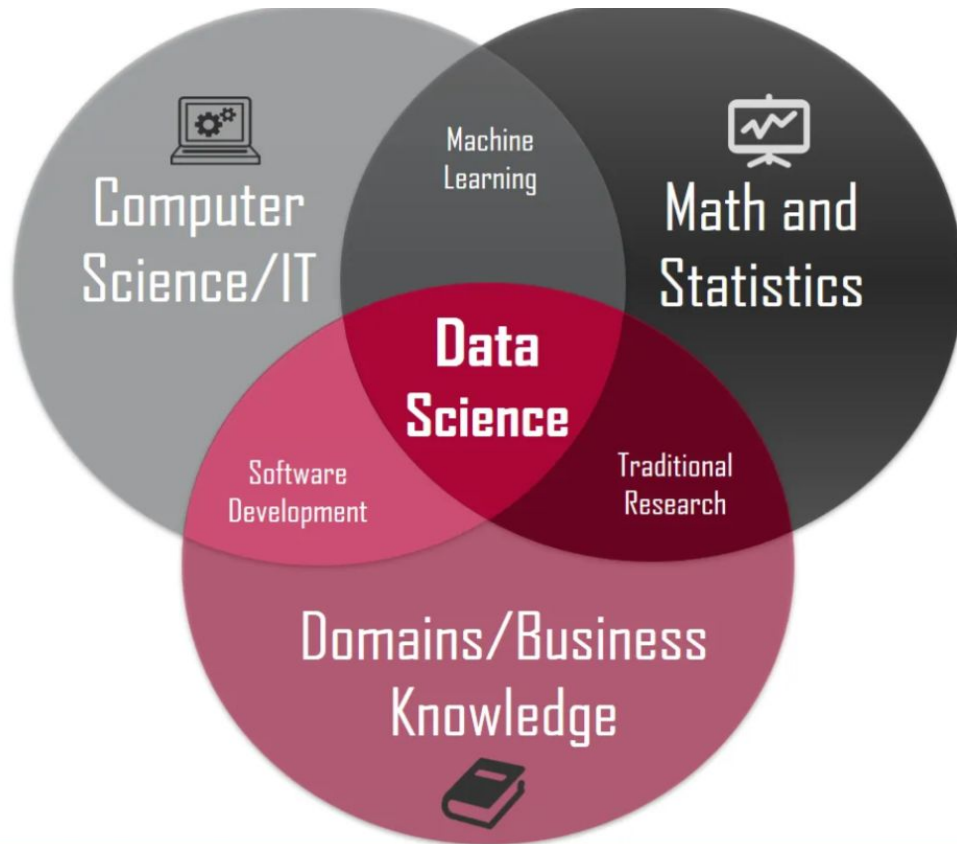 Machine
Learning
Computer
Science/IT
Math and
Statistics
Data
Science
Software
Development
Traditional
Research
Domains/Business
Knowledge